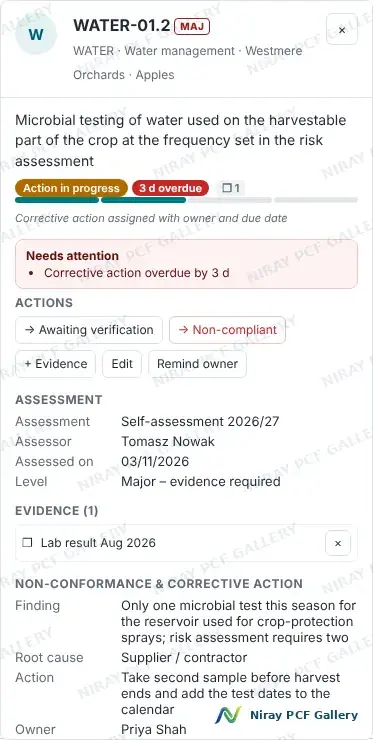 W
WATER-01.2 MAJ
×
WATER · Water management · Westmere
Orchards · Apples
Microbial testing of water used on the harvestable
part of the crop at the frequency set in the risk
assessment
Action in progress 3 d overdue ❐ 1
Corrective action assigned with owner and due date
Needs attention
• Corrective action overdue by 3 d
ACTIONS
→ Awaiting verification → Non-compliant
+ Evidence Edit Remind owner
ASSESSMENT
Assessment Self-assessment 2026/27
Assessor Tomasz Nowak
Assessed on 03/11/2026
Level Major – evidence required
EVIDENCE (1)
❐ Lab result Aug 2026 ×
NON-CONFORMANCE & CORRECTIVE ACTION
Finding Only one microbial test this season for
the reservoir used for crop-protection
sprays; risk assessment requires two
Root cause Supplier / contractor
Action Take second sample before harvest
ends and add the test dates to the
calendar
Owner Priya Shah
Niray PCF Gallery
NIRAY PCF GALLERY